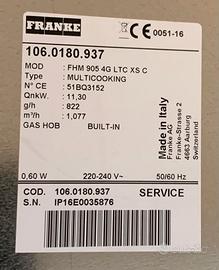 FRANKE
CE 0051-16
106.0180.937
MOD : FHM 905 4G LTC XS C
Type : MULTICOOKING
N° CE : 51BQ3152
QnkW. : 11,30
g/h : 822
m³/h : 1,077
GAS HOB BUILT-IN
Made in Italy
Franke AG
Franke-Strasse 2
4663 Aarburg
Switzerland
0,60 W 220-240 V~ 50/60 Hz
COD. 106.0180.937 SERVICE
S.N. IP16E0035876
subito